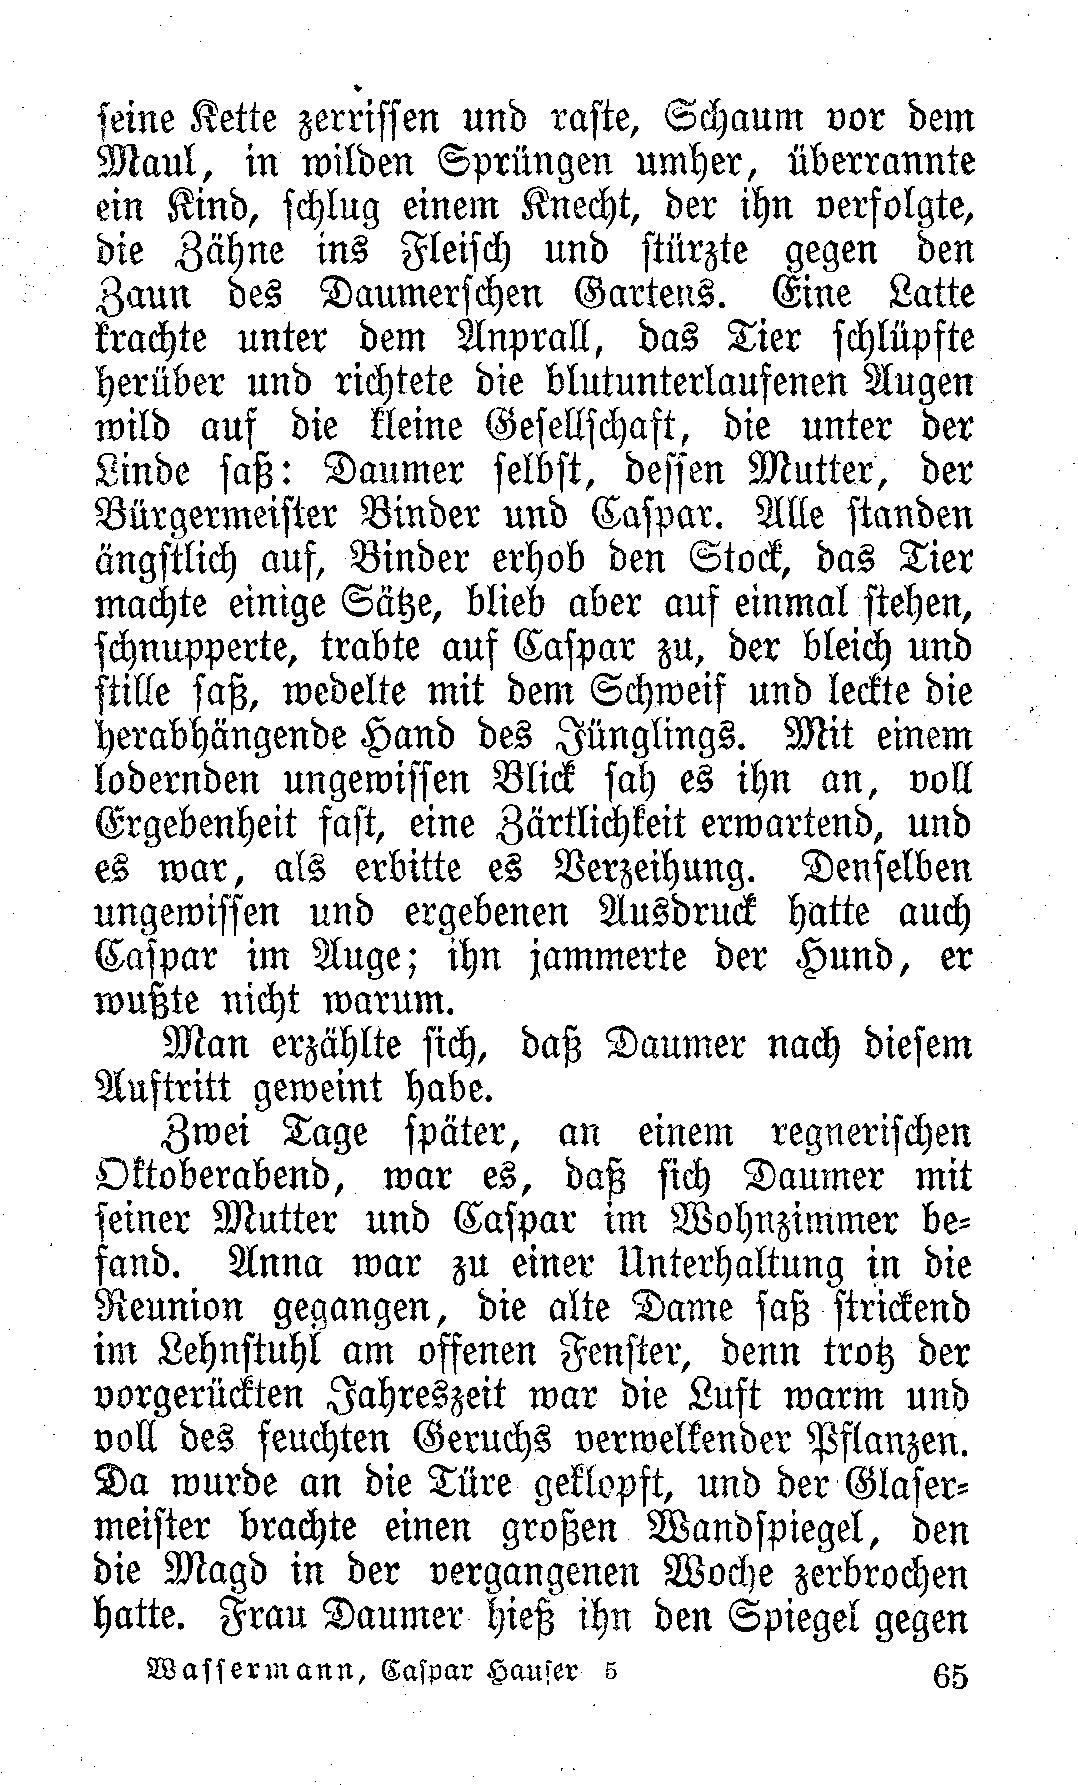 seine Kette zerrissen und raste, Schaum vor dem
Maul, in wilden Sprüngen umher, überrannte
ein Kind, schlug einem Knecht, der ihn verfolgte,
die Zähne ins Fleisch und stürzte gegen den
Zaun des Daumerschen Gartens. Eine Latte
krachte unter dem Anprall, das Tier schlüpfte
herüber und richtete die blutunterlaufenen Augen
wild auf die kleine Gesellschaft, die unter der
Linde saß: Daumer selbst, dessen Mutter, der
Bürgermeister Binder und Caspar. Alle standen
ängstlich auf, Binder erhob den Stock, das Tier
machte einige Sätze, blieb aber auf einmal stehen,
schnupperte, trabte auf Caspar zu, der bleich und
stille saß, wedelte mit dem Schweif und leckte die
herabhängende Hand des Jünglings. Mit einem
lodernden ungewissen Blick sah es ihn an, voll
Ergebenheit fast, eine Zärtlichkeit erwartend, und
es war, als erbitte es Verzeihung. Denselben
ungewissen und ergebenen Ausdruck hatte auch
Caspar im Auge; ihn jammerte der Hund, er
wußte nicht warum.
Man erzählte sich, daß Daumer nach diesem
Auftritt geweint habe.
Zwei Tage später, an einem regnerischen
Oktoberabend, war es, daß sich Daumer mit
seiner Mutter und Caspar im Wohnzimmer be-
fand. Anna war zu einer Unterhaltung in die
Reunion gegangen, die alte Dame saß strickend
im Lehnstuhl am offenen Fenster, denn trotz der
vorgerückten Jahreszeit war die Luft warm und
voll des feuchten Geruchs verwelkender Pflanzen.
Da wurde an die Türe geklopft, und der Glaser-
meister brachte einen großen Wandspiegel, den
die Magd in der vergangenen Woche zerbrochen
hatte. Frau Daumer hieß ihn den Spiegel gegen
Wassermann, Caspar Hauser 5 65